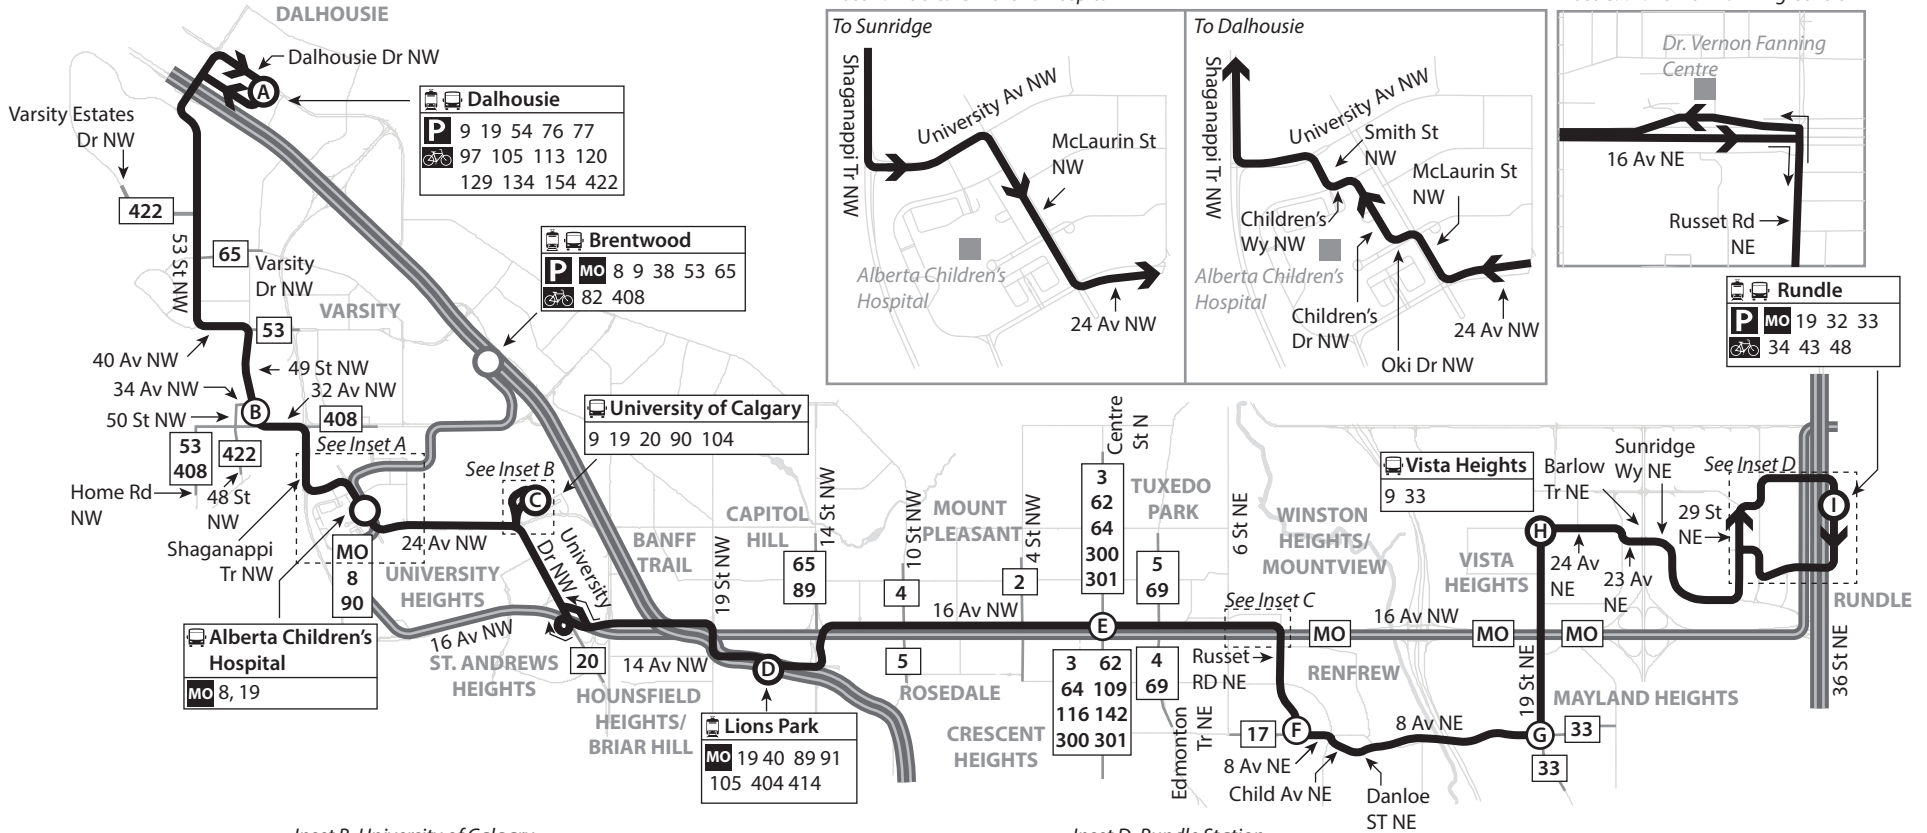 DALHOUSIE
Dalhousie Dr NW
A
Varsity Estates
Dr NW
Dalhousie
P 9 19 54 76 77
97 105 113 120
129 134 154 422
422
53 St NW
65
Varsity
Dr NW
VARSITY
53
40 Av NW
49 St NW
34 Av NW
32 Av NW
50 St NW
B
408
53
408
422
See Inset A
Home Rd
NW
48 St
NW
Shaganappi
Tr NW
Brentwood
P MO 8 9 38 53 65
82 408
University of Calgary
9 19 20 90 104
See Inset B
C
24 Av NW
MO
8
90
UNIVERSITY
HEIGHTS
University
Dr NW
16 Av NW
Alberta Children's
Hospital
MO 8, 19
ST. ANDREWS
HEIGHTS
20
14 Av NW
HOUNSFIELD
HEIGHTS/
BRIAR HILL
BANFF
TRAIL
19 St NW
CAPITOL
HILL
14 St NW
65
89
D
Lions Park
MO 19 40 89 91
105 404 414
10 St NW
4
5
ROSEDALE
MOUNT
PLEASANT
4 St NW
2
16 Av NW
Centre
St N
3
62
64
300
301
E
3 62
64 109
116 142
300 301
CRESCENT
HEIGHTS
TUXEDO
PARK
5
69
4
69
Edmonton
Tr NE
6 St NE
See Inset C
Russet
RD NE
WINSTON
HEIGHTS/
MOUNTVIEW
MO
16 Av NW
MO
MO
RENFREW
17
F
8 Av NE
Child Av NE
Danloe
ST NE
8 Av NE
G
33
33
19 St NE
MAYLAND HEIGHTS
VISTA
HEIGHTS
Vista Heights
9 33
H
24 Av
NE
23 Av
NE
Barlow
Tr NE
Sunridge
Wy NE
29 St
NE
See Inset D
I
RUNDLE
36 St NE
Rundle
P MO 19 32 33
34 43 48
To Sunridge
Shaganappi Tr NW
University Av NW
McLaurin St
NW
Alberta Children's
Hospital
24 Av NW
To Dalhousie
Shaganappi Tr NW
University Av NW
Smith St
NW
McLaurin St
NW
Children's
Wy NW
Alberta Children's
Hospital
Children's
Dr NW
Oki Dr NW
24 Av NW
Dr. Vernon Fanning
Centre
16 Av NE
Russet Rd
NE
Inset B: University of Calgary
Inset D: Rundle Station